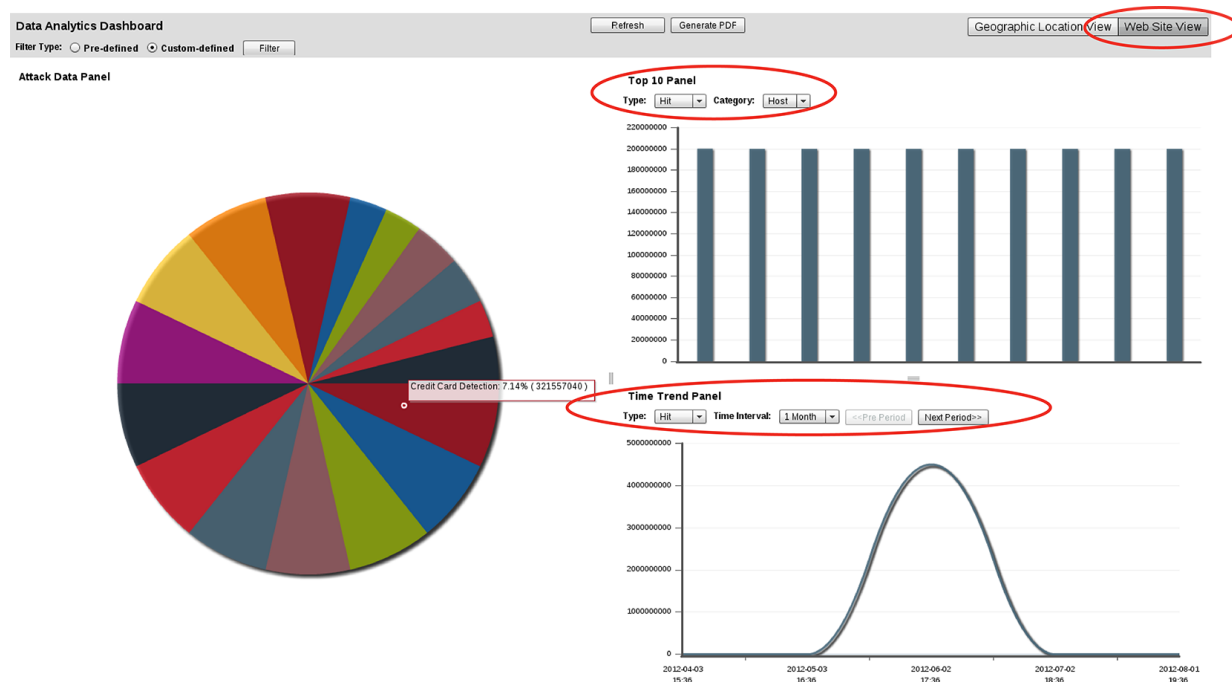 Data Analytics Dashboard
Refresh
Generate PDF
Geographic Location View
Web Site View
Filter Type:
Pre-defined
Custom-defined
Filter
Attack Data Panel
Credit Card Detection: 7.14% ( 321557040 )
Top 10 Panel
Type: Hit Category: Host
220000000
200000000
180000000
160000000
140000000
120000000
100000000
80000000
60000000
40000000
20000000
0
Time Trend Panel
Type: Hit Time Interval: 1 Month <<Pre Period Next Period>>
5000000000
4000000000
3000000000
2000000000
1000000000
0
2012-04-03 2012-05-03 2012-06-02 2012-07-02 2012-08-01
15:36 16:36 17:36 18:36 19:36